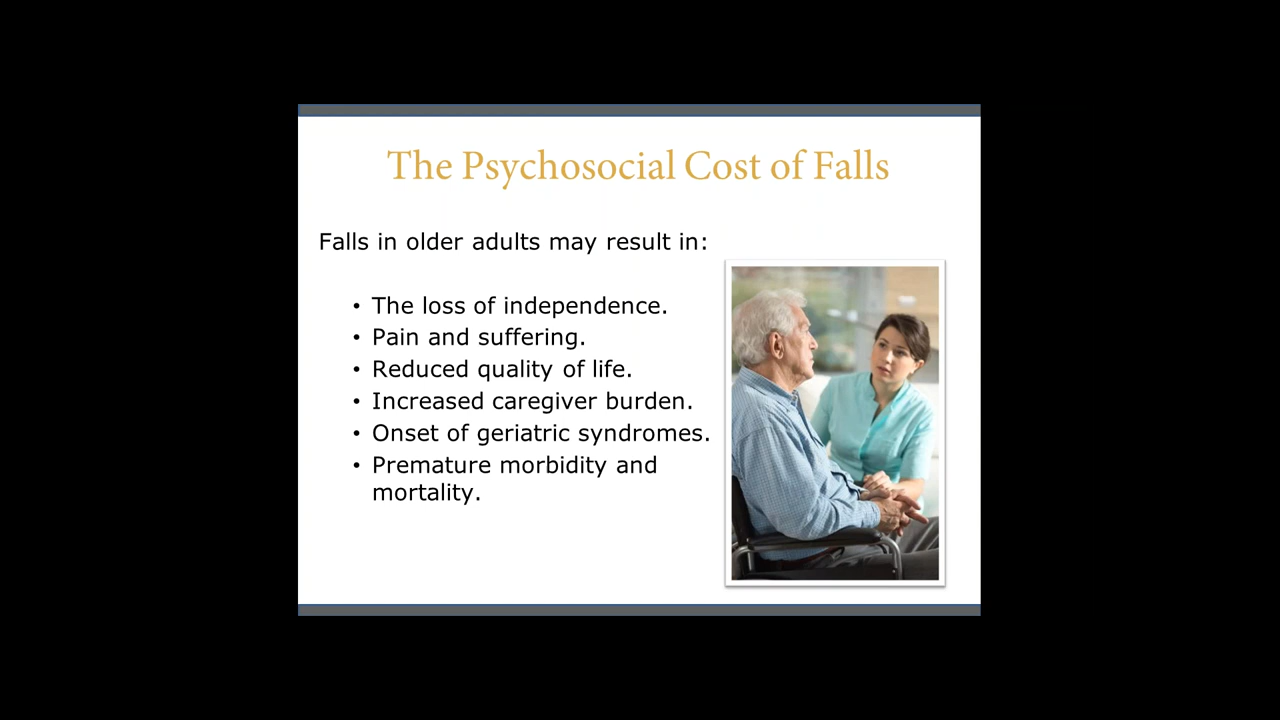 The Psychosocial Cost of Falls
Falls in older adults may result in:
• The loss of independence.
• Pain and suffering.
• Reduced quality of life.
• Increased caregiver burden.
• Onset of geriatric syndromes.
• Premature morbidity and
mortality.